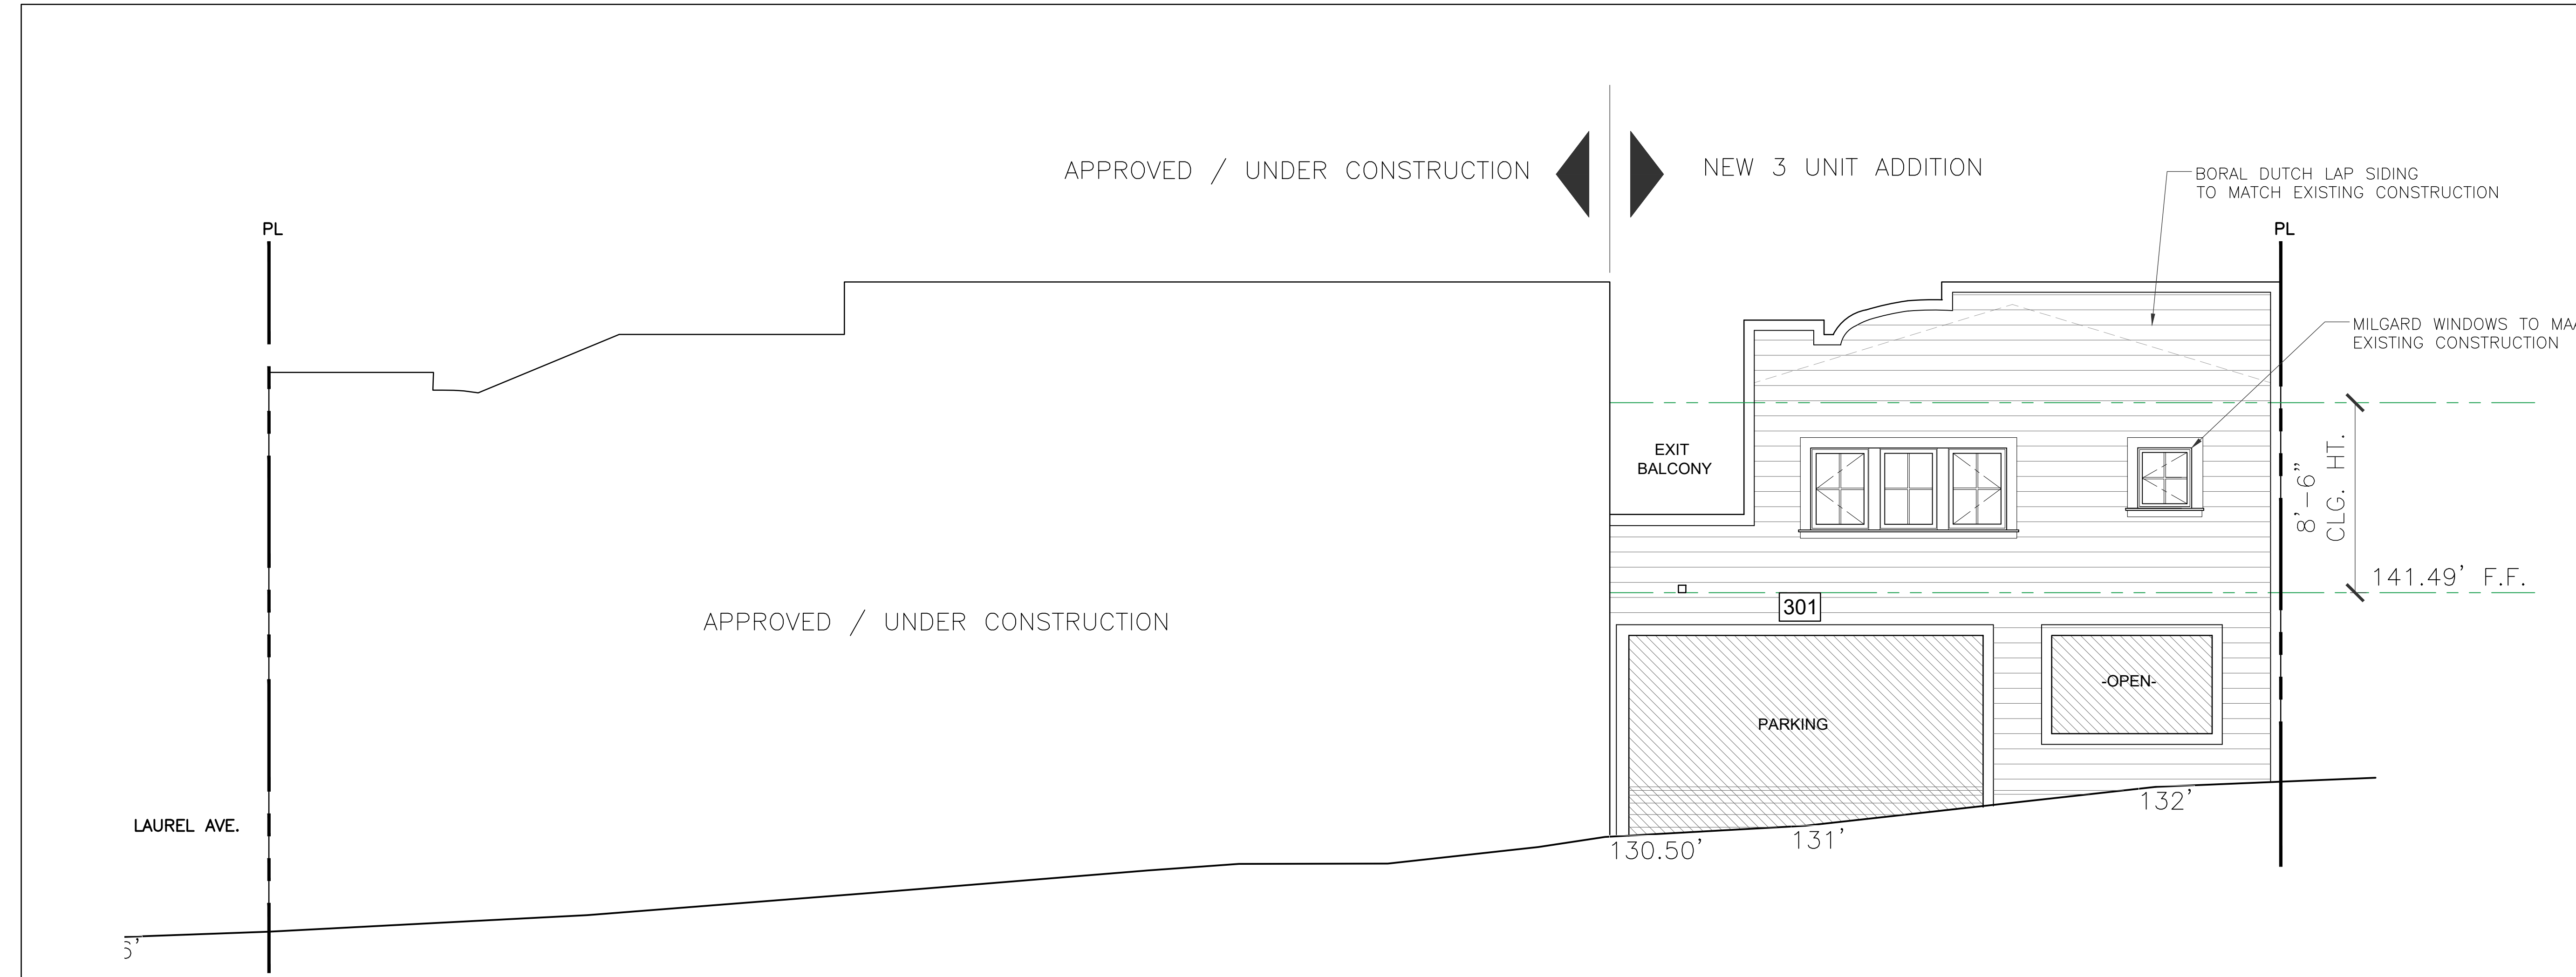 APPROVED / UNDER CONSTRUCTION
NEW 3 UNIT ADDITION
BORAL DUTCH LAP SIDING
TO MATCH EXISTING CONSTRUCTION
PL
PL
MILGARD WINDOWS TO
EXISTING CONSTRUCTION
EXIT
BALCONY
8'-6"
CLG. HT.
141.49' F.F.
301
APPROVED / UNDER CONSTRUCTION
-OPEN-
PARKING
132'
LAUREL AVE.
131'
130.50'